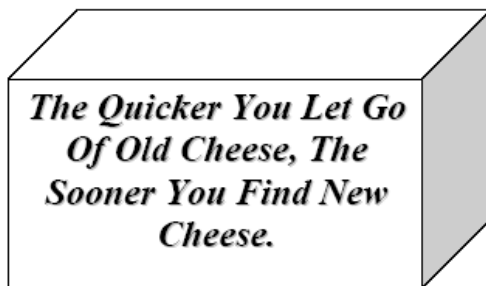 The Quicker You Let Go
Of Old Cheese, The
Sooner You Find New
Cheese.